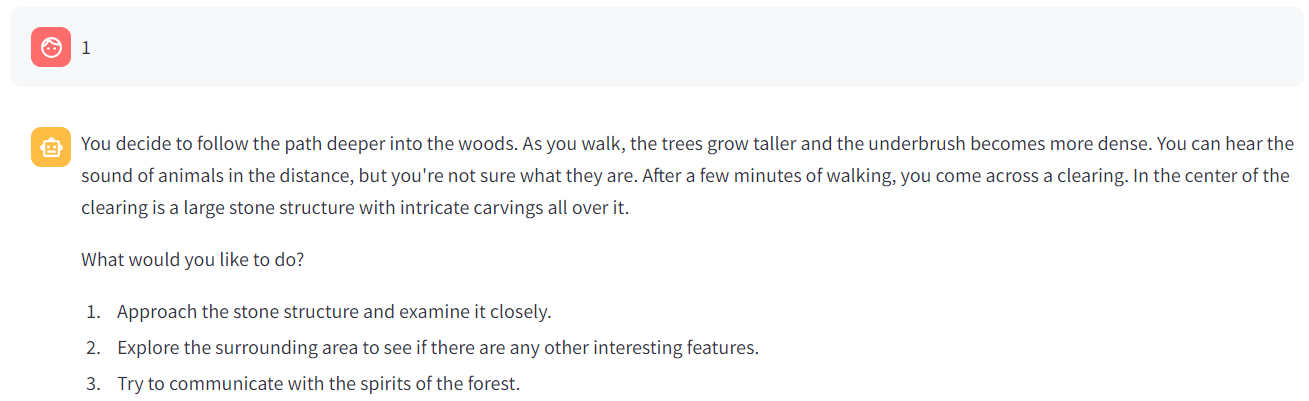 1
You decide to follow the path deeper into the woods. As you walk, the trees grow taller and the underbrush becomes more dense. You can hear the
sound of animals in the distance, but you're not sure what they are. After a few minutes of walking, you come across a clearing. In the center of the
clearing is a large stone structure with intricate carvings all over it.
What would you like to do?
1. Approach the stone structure and examine it closely.
2. Explore the surrounding area to see if there are any other interesting features.
3. Try to communicate with the spirits of the forest.